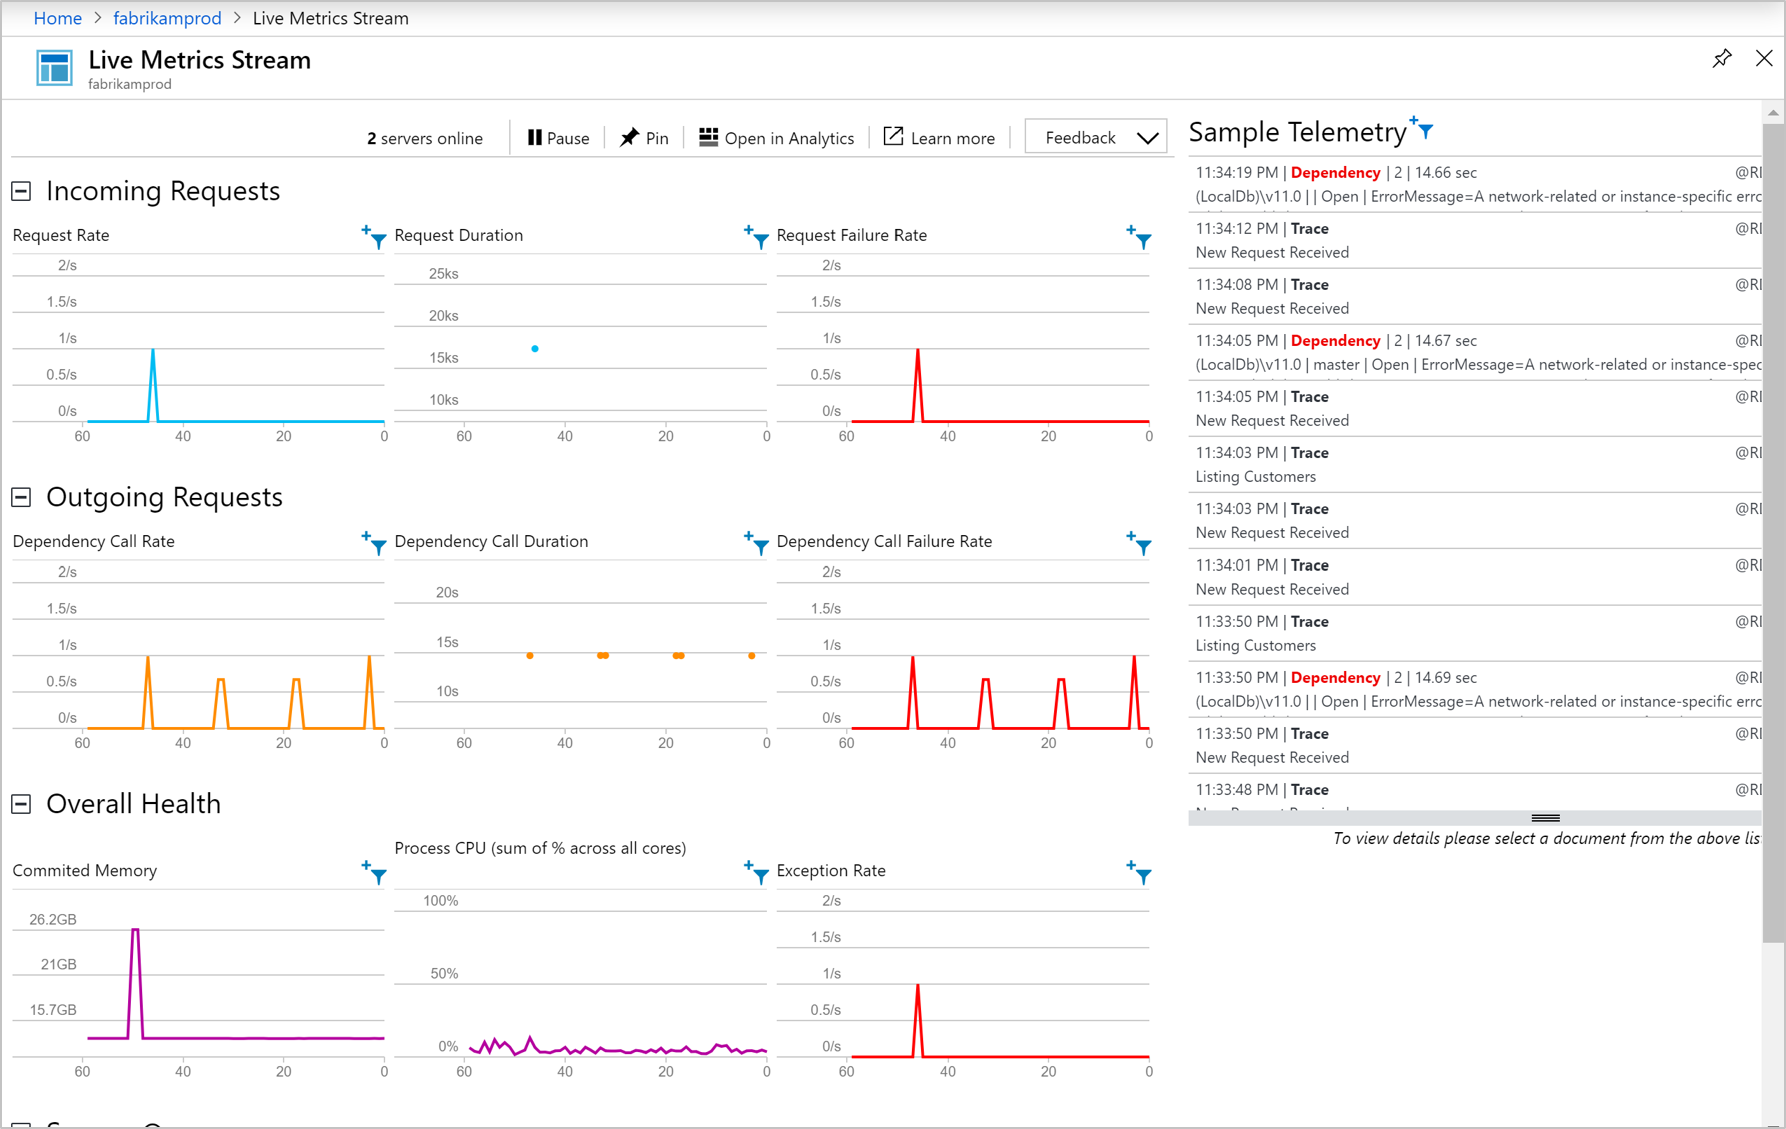 Home > fabrikamprod > Live Metrics Stream
Live Metrics Stream
fabrikamprod
2 servers online
Pause
Pin
Open in Analytics
Learn more
Feedback
Incoming Requests
Request Rate
2/s
1.5/s
1/s
0.5/s
0/s
60 40 20 0
Request Duration
25ks
20ks
15ks
10ks
60 40 20 0
Request Failure Rate
2/s
1.5/s
1/s
0.5/s
0/s
60 40 20 0
Outgoing Requests
Dependency Call Rate
2/s
1.5/s
1/s
0.5/s
0/s
60 40 20 0
Dependency Call Duration
20s
15s
10s
60 40 20 0
Dependency Call Failure Rate
2/s
1.5/s
1/s
0.5/s
0/s
60 40 20 0
Overall Health
Commited Memory
26.2GB
21GB
15.7GB
60 40 20 0
Process CPU (sum of % across all cores)
100%
50%
0%
60 40 20 0
Exception Rate
2/s
1.5/s
1/s
0.5/s
0/s
60 40 20 0
Sample Telemetry
11:34:19 PM | Dependency | 2 | 14.66 sec @RI
(LocalDb)\v11.0 | | Open | ErrorMessage=A network-related or instance-specific erro
11:34:12 PM | Trace @RI
New Request Received
11:34:08 PM | Trace @RI
New Request Received
11:34:05 PM | Dependency | 2 | 14.67 sec @RI
(LocalDb)\v11.0 | master | Open | ErrorMessage=A network-related or instance-spec
11:34:05 PM | Trace @RI
New Request Received
11:34:03 PM | Trace @RI
Listing Customers
11:34:03 PM | Trace @RI
New Request Received
11:34:01 PM | Trace @RI
New Request Received
11:33:50 PM | Trace @RI
Listing Customers
11:33:50 PM | Dependency | 2 | 14.69 sec @RI
(LocalDb)\v11.0 | | Open | ErrorMessage=A network-related or instance-specific erro
11:33:50 PM | Trace @RI
New Request Received
11:33:48 PM | Trace @RI
To view details please select a document from the above lis